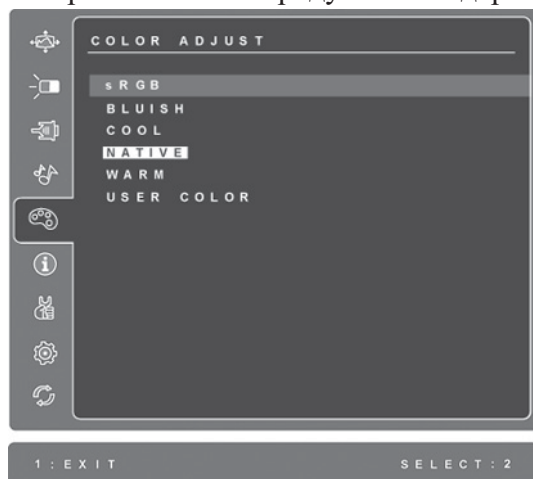 COLOR ADJUST
sRGB
BLUISH
COOL
NATIVE
WARM
USER COLOR
1:EXIT SELECT:2